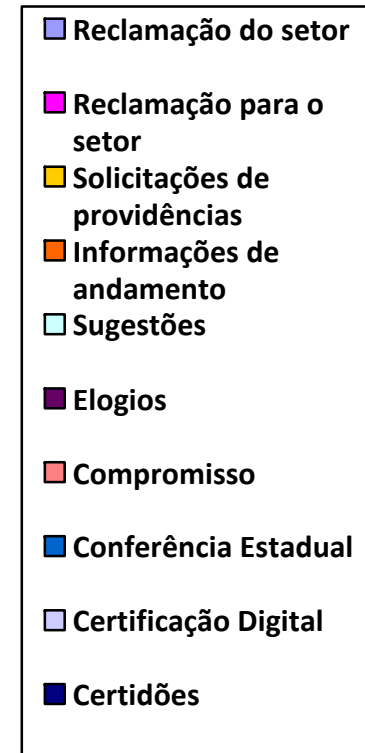 Reclamação do setor
Reclamação para o
setor
Solicitações de
providências
Informações de
andamento
Sugestões
Elogios
Compromisso
Conferência Estadual
Certificação Digital
Certidões